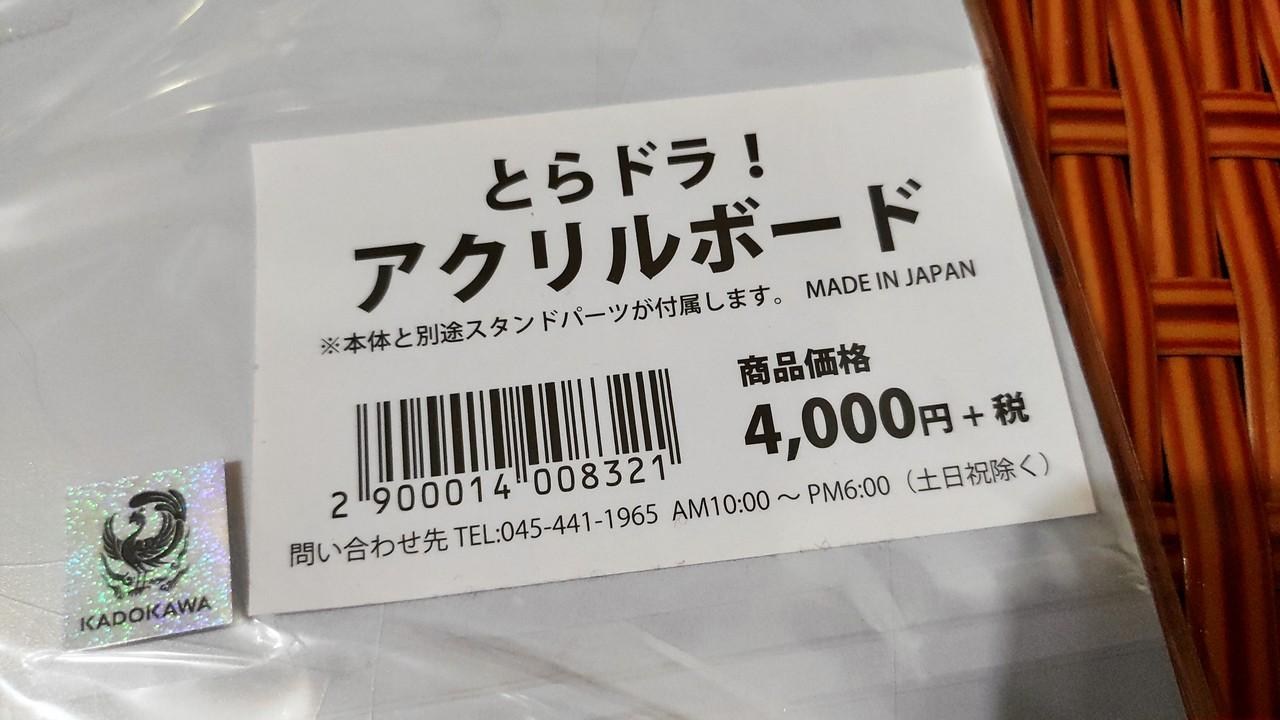 とらドラ！
アクリルボード
※本体と別途スタンドパーツが付属します。 MADE IN JAPAN
商品価格
4,000円 + 税
2 900014 008321
問い合わせ先 TEL:045-441-1965 AM10:00 ～ PM6:00（土日祝除く）
KADOKAWA